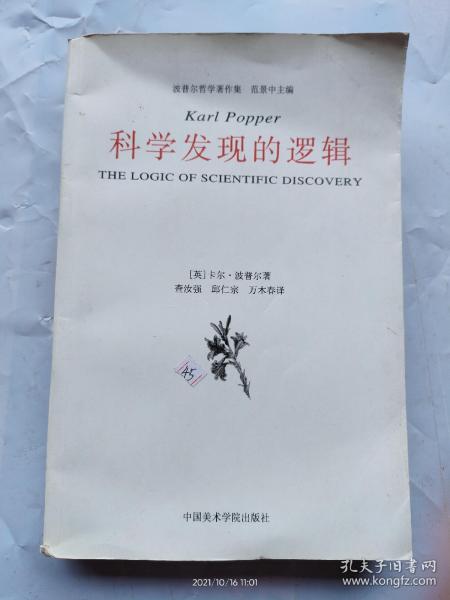 波普尔哲学著作集 范景中主编
Karl Popper
科学发现的逻辑
THE LOGIC OF SCIENTIFIC DISCOVERY
[英]卡尔·波普尔著
查汝强 邱仁宗 万木春译
45
中国美术学院出版社
2021/10/16 11:01
孔夫子旧书网
www.kongfz.com